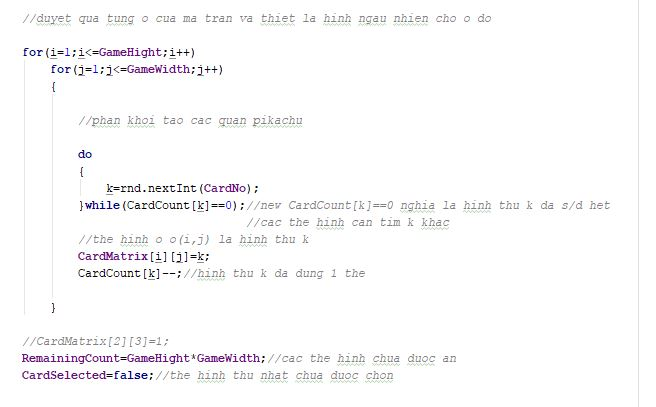 //duyet qua tung o cua ma tran va thiet la hinh ngau nhien cho o do
for(i=1;i<=GameHight;i++)
for(j=1;j<=GameWidth;j++)
{
//phan khoi tao cac quan pikachu
do
{
k=rnd.nextInt(CardNo);
}while(CardCount[k]==0);//neu CardCount[k]==0 nghia la hinh thu k da s/d het
//cac the hinh can tim k khac
//the hinh o o(i,j) la hinh thu k
CardMatrix[i][j]=k;
CardCount[k]--;//hinh thu k da dung 1 the
}
//CardMatrix[2][3]=1;
RemainingCount=GameHight*GameWidth;//cac the hinh chua duoc an
CardSelected=false;//the hinh thu nhat chua duoc chon